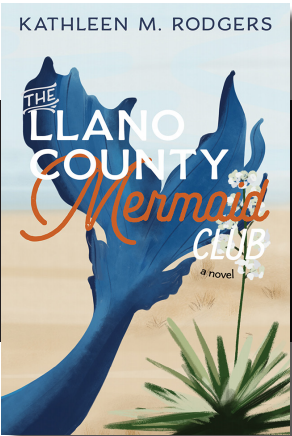 KATHLEEN M. RODGERS
THE
LLANO
COUNTY
Mermaid
CLUB
a novel